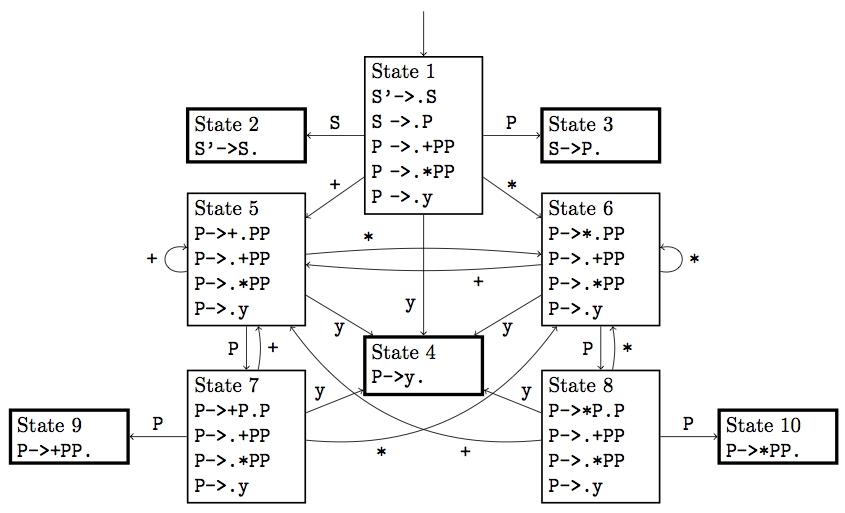 State 1
S'->.S
S ->.P
P ->.+PP
P ->.*PP
P ->.y
State 2
S'->S.
S
P
State 3
S->P.
+
*
State 5
P->+.PP
P->.+PP
P->.*PP
P->.y
State 6
P->*.PP
P->.+PP
P->.*PP
P->.y
+
*
+
*
y
y
y
State 4
P->y.
P
+
P
*
State 7
P->+P.P
P->.+PP
P->.*PP
P->.y
State 8
P->*P.P
P->.+PP
P->.*PP
P->.y
y
y
State 9
P->+PP.
P
*
+
P
State 10
P->*PP.